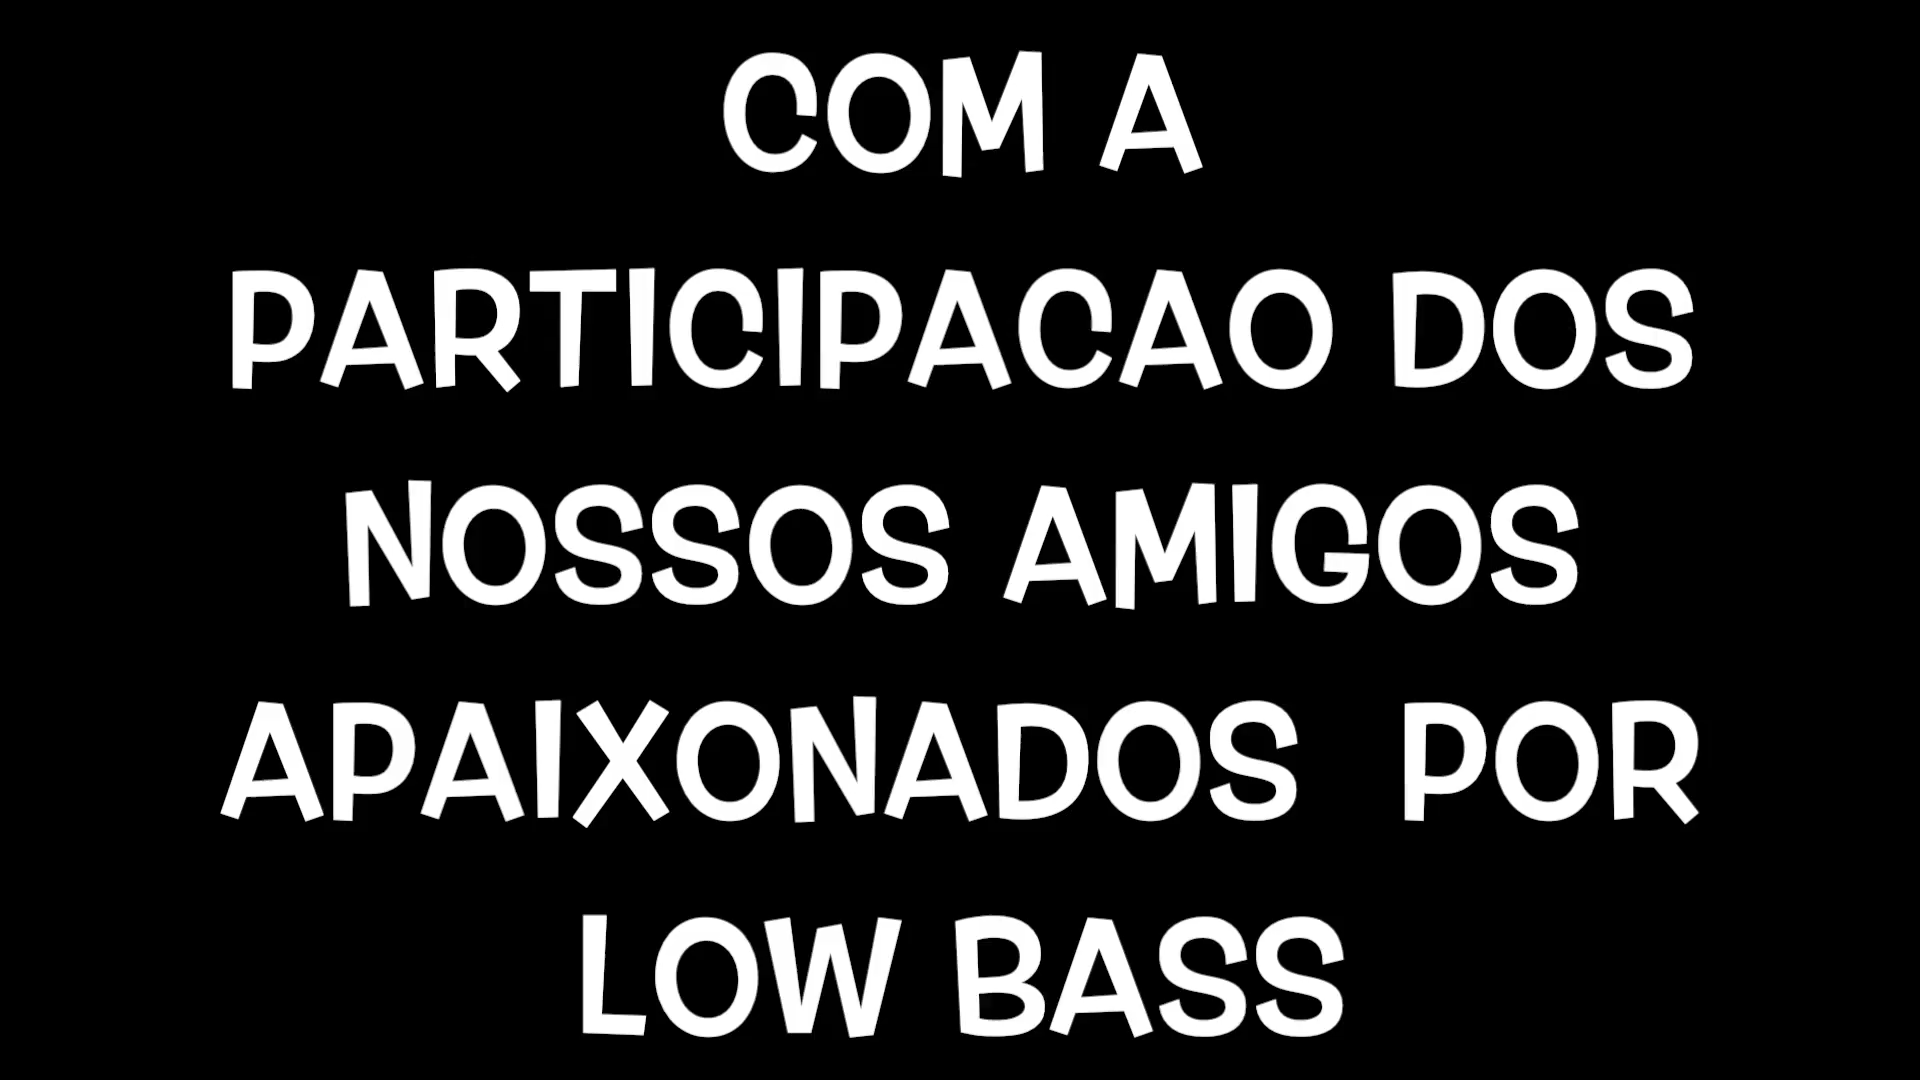 COM A
PARTICIPACAO DOS
NOSSOS AMIGOS
APAIXONADOS  POR
LOW BASS